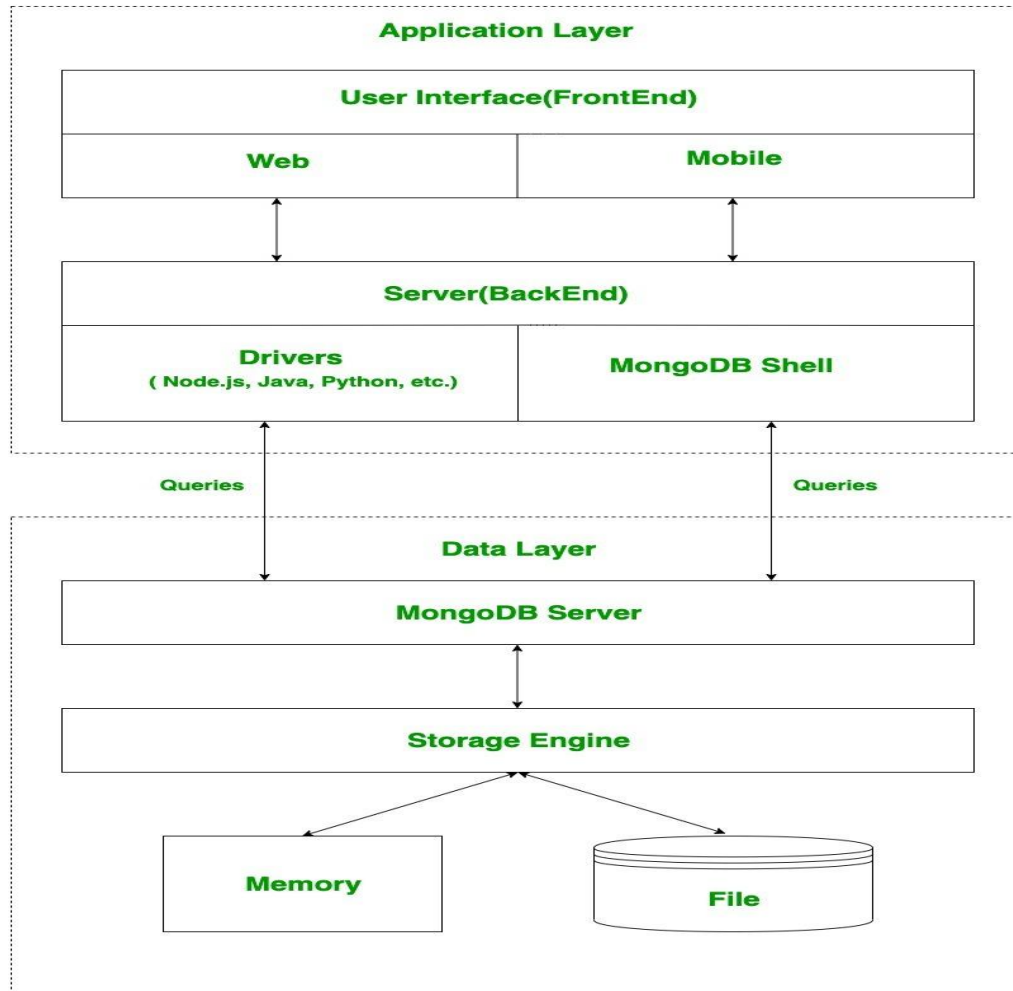 Application Layer
User Interface(FrontEnd)
Web
Mobile
Server(BackEnd)
Drivers
( Node.js, Java, Python, etc.)
MongoDB Shell
Queries
Queries
Data Layer
MongoDB Server
Storage Engine
Memory
File